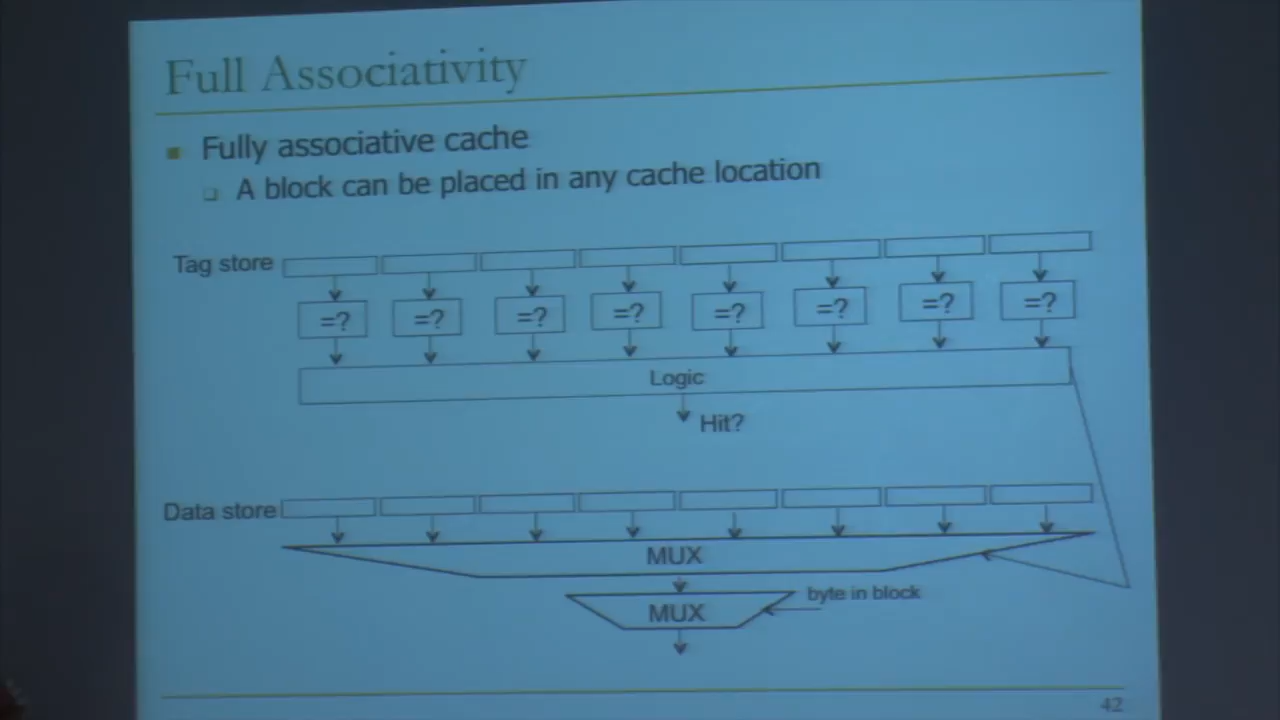 Full Associativity
Fully associative cache
A block can be placed in any cache location
Tag store
=? =? =? =? =? =? =? =?
Logic
Hit?
Data store
MUX
byte in block
MUX
42